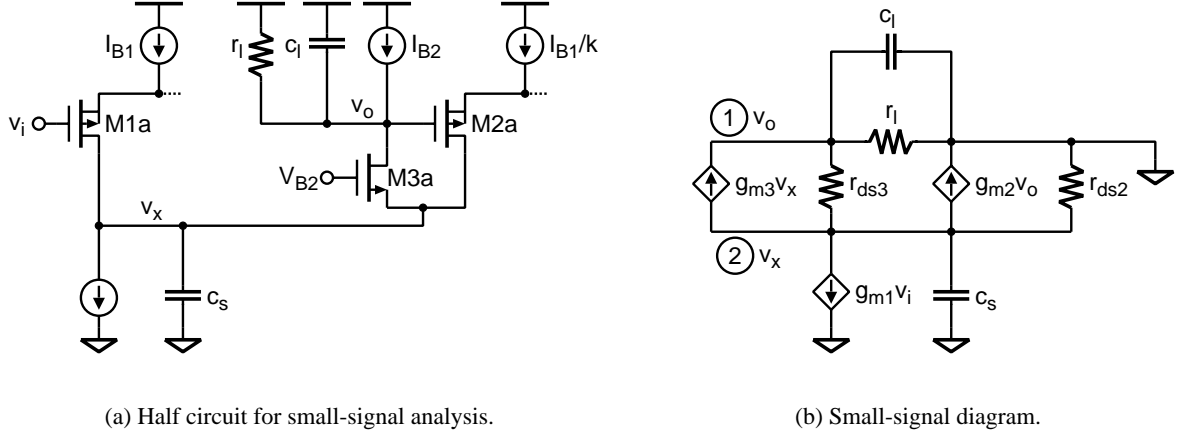 I_B1
r_l
c_l
I_B2
I_B1/k
v_i
M1a
v_o
M2a
V_B2
M3a
v_x
c_s
(a) Half circuit for small-signal analysis.
c_l
1 v_o
r_l
g_m3v_x
r_ds3
g_m2v_o
r_ds2
2 v_x
g_m1v_i
c_s
(b) Small-signal diagram.